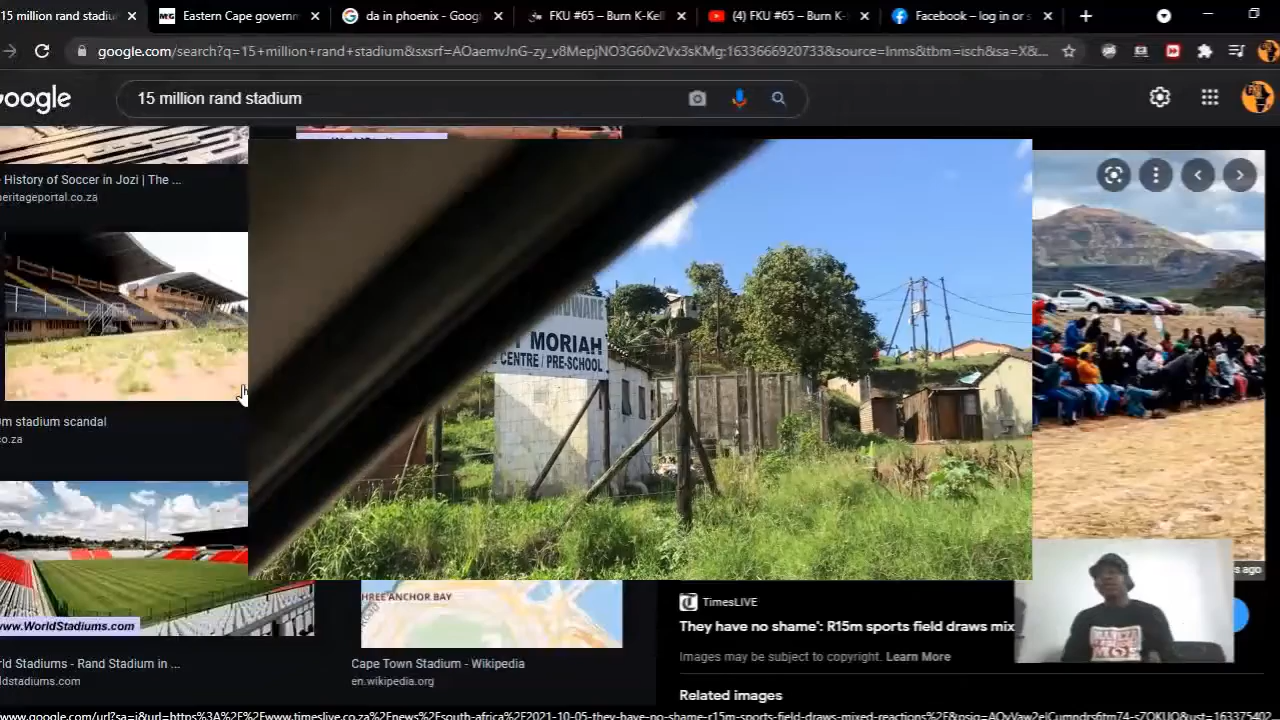 15 million rand stadiu
M&G
Eastern Cape governm
da in phoenix - Goog
FKU #65 – Burn K-Kell
(4) FKU #65 – Burn K-
Facebook – log in or s
google.com/search?q=15+million+rand+stadium&sxsrf=AOaemvJnG-zy_v8MepjNO3G60v2Vx3sKMg:1633666920733&source=lnms&tbm=isch&sa=X&...
oogle
15 million rand stadium
History of Soccer in Jozi | The ...
heritageportal.co.za
DWARE
T MORIAH
CENTRE / PRE-SCHOOL
m stadium scandal
co.za
www.WorldStadiums.com
HREE ANCHOR BAY
s ago
TimesLIVE
They have no shame': R15m sports field draws mix
Images may be subject to copyright. Learn More
rld Stadiums - Rand Stadium in ...
ldstadiums.com
Cape Town Stadium - Wikipedia
en.wikipedia.org
Related images